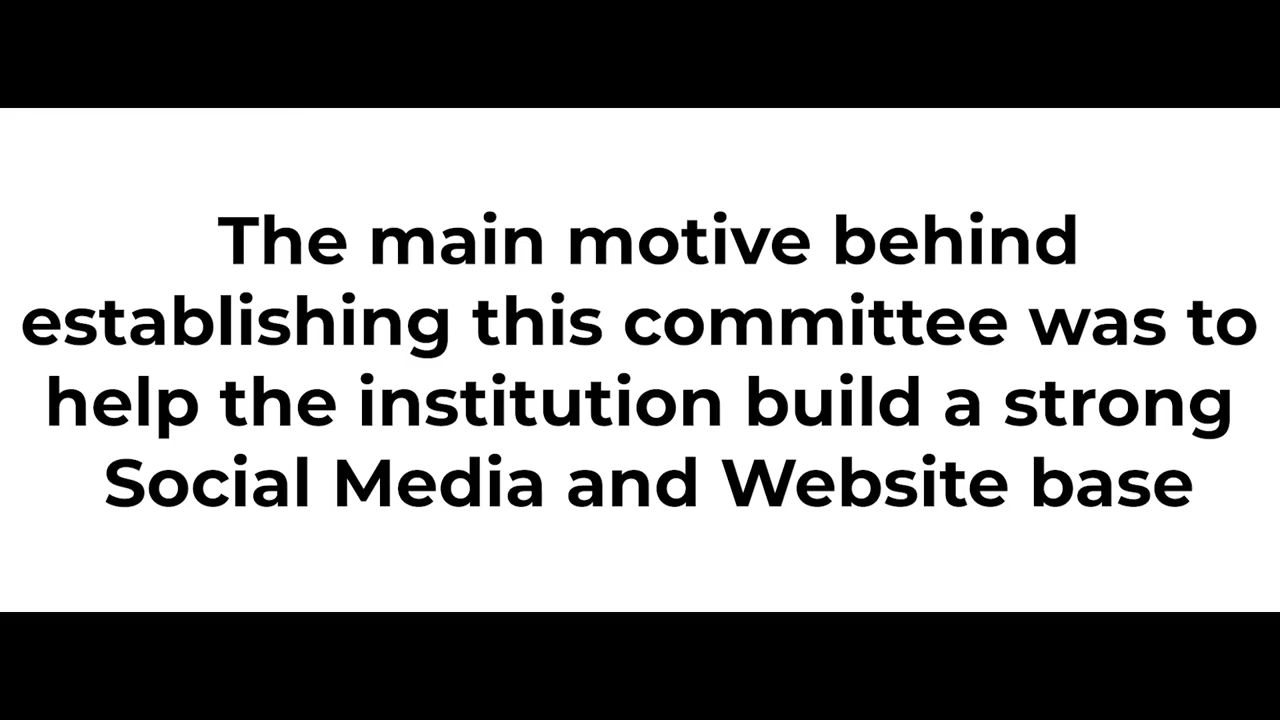 The main motive behind
establishing this committee was to
help the institution build a strong
Social Media and Website base